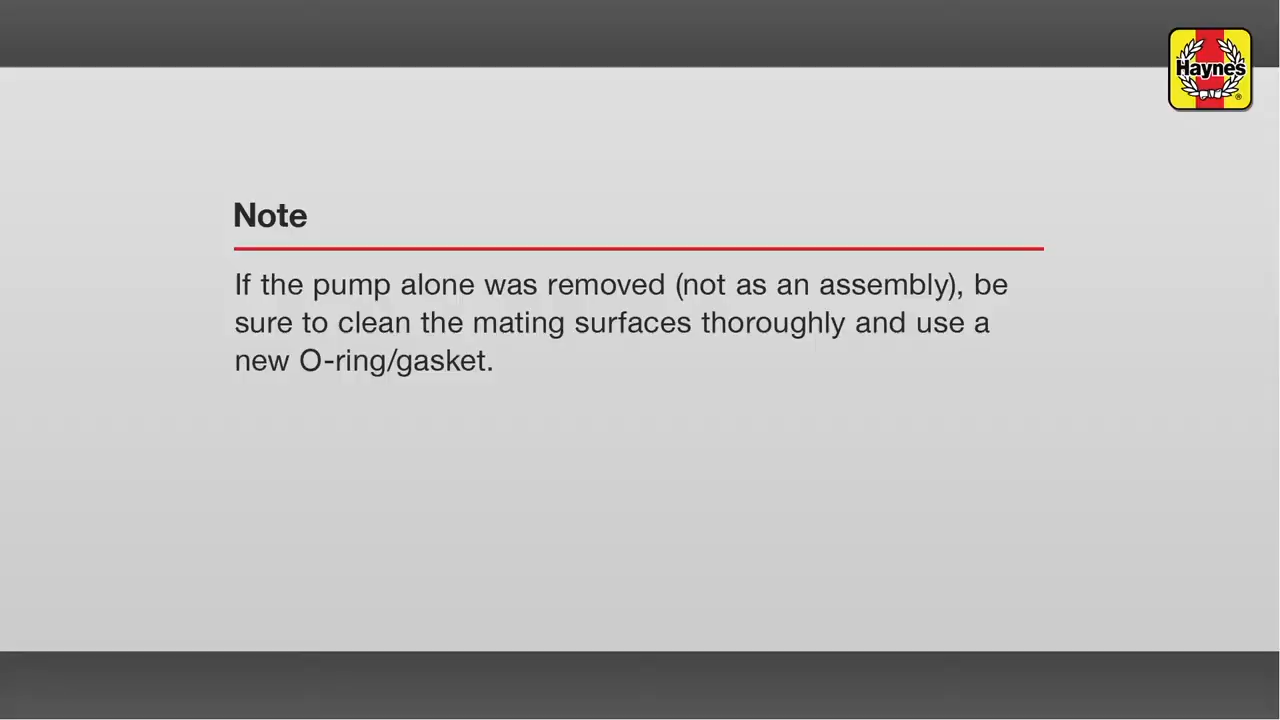 Haynes
Note
If the pump alone was removed (not as an assembly), be
sure to clean the mating surfaces thoroughly and use a
new O-ring/gasket.